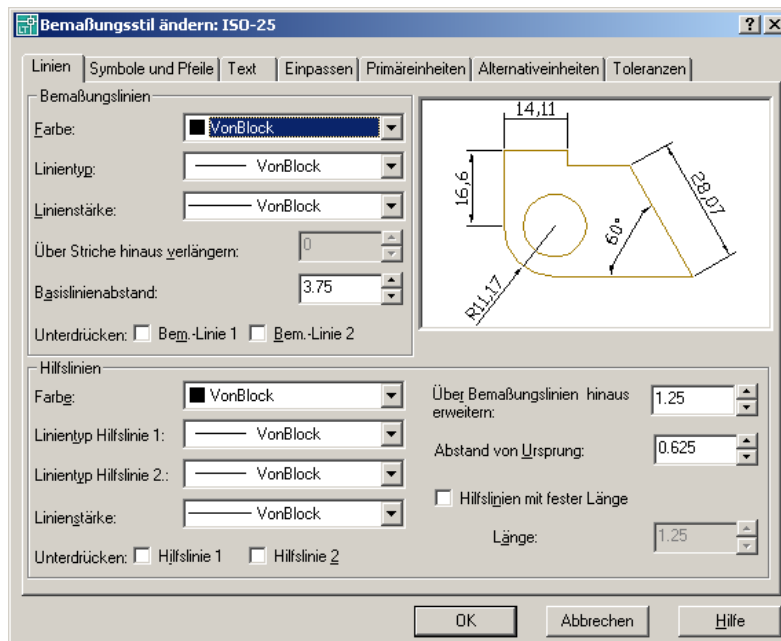 Bemaßungsstil ändern: ISO-25
Linien
Symbole und Pfeile
Text
Einpassen
Primäreinheiten
Alternativeinheiten
Toleranzen
Bemaßungslinien
Farbe:
VonBlock
Linientyp:
VonBlock
Linienstärke:
VonBlock
Über Striche hinaus verlängern:
0
Basislinienabstand:
3.75
Unterdrücken:
Bem.-Linie 1
Bem.-Linie 2
14,11
16,6
28,07
60°
R11,17
Hilfslinien
Farbe:
VonBlock
Linientyp Hilfslinie 1:
VonBlock
Linientyp Hilfslinie 2.:
VonBlock
Linienstärke:
VonBlock
Unterdrücken:
Hilfslinie 1
Hilfslinie 2
Über Bemaßungslinien hinaus
erweitern:
1.25
Abstand von Ursprung:
0.625
Hilfslinien mit fester Länge
Länge:
1.25
OK
Abbrechen
Hilfe